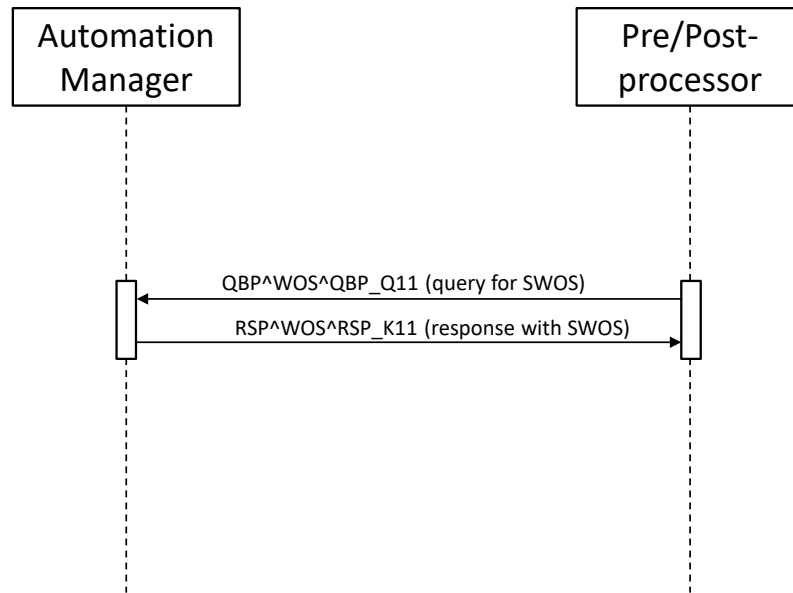 Automation
Manager
Pre/Post-
processor
QBP^WOS^QBP_Q11 (query for SWOS)
RSP^WOS^RSP_K11 (response with SWOS)